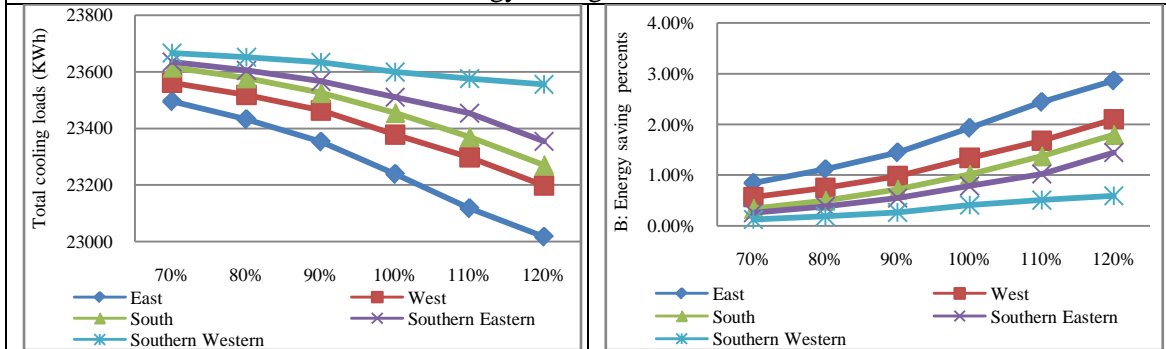 Total cooling loads (KWh)
23800
23600
23400
23200
23000
70% 80% 90% 100% 110% 120%
East West
South Southern Eastern
Southern Western
B: Energy saving percents
4.00%
3.00%
2.00%
1.00%
0.00%
70% 80% 90% 100% 110% 120%
East West
South Southern Eastern
Southern Western